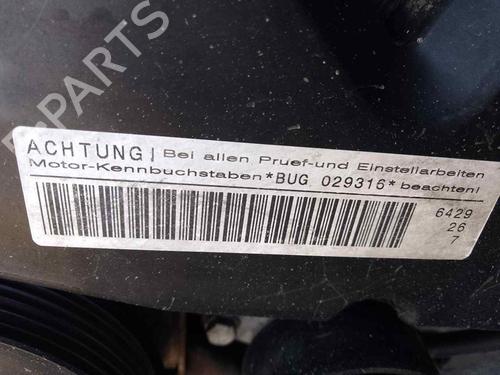 PARTS
ACHTUNG! Bei allen Pruef-und Einstellarbeiten
Motor-Kennbuchstaben *BUG 029316* beachten!
6429
26
7